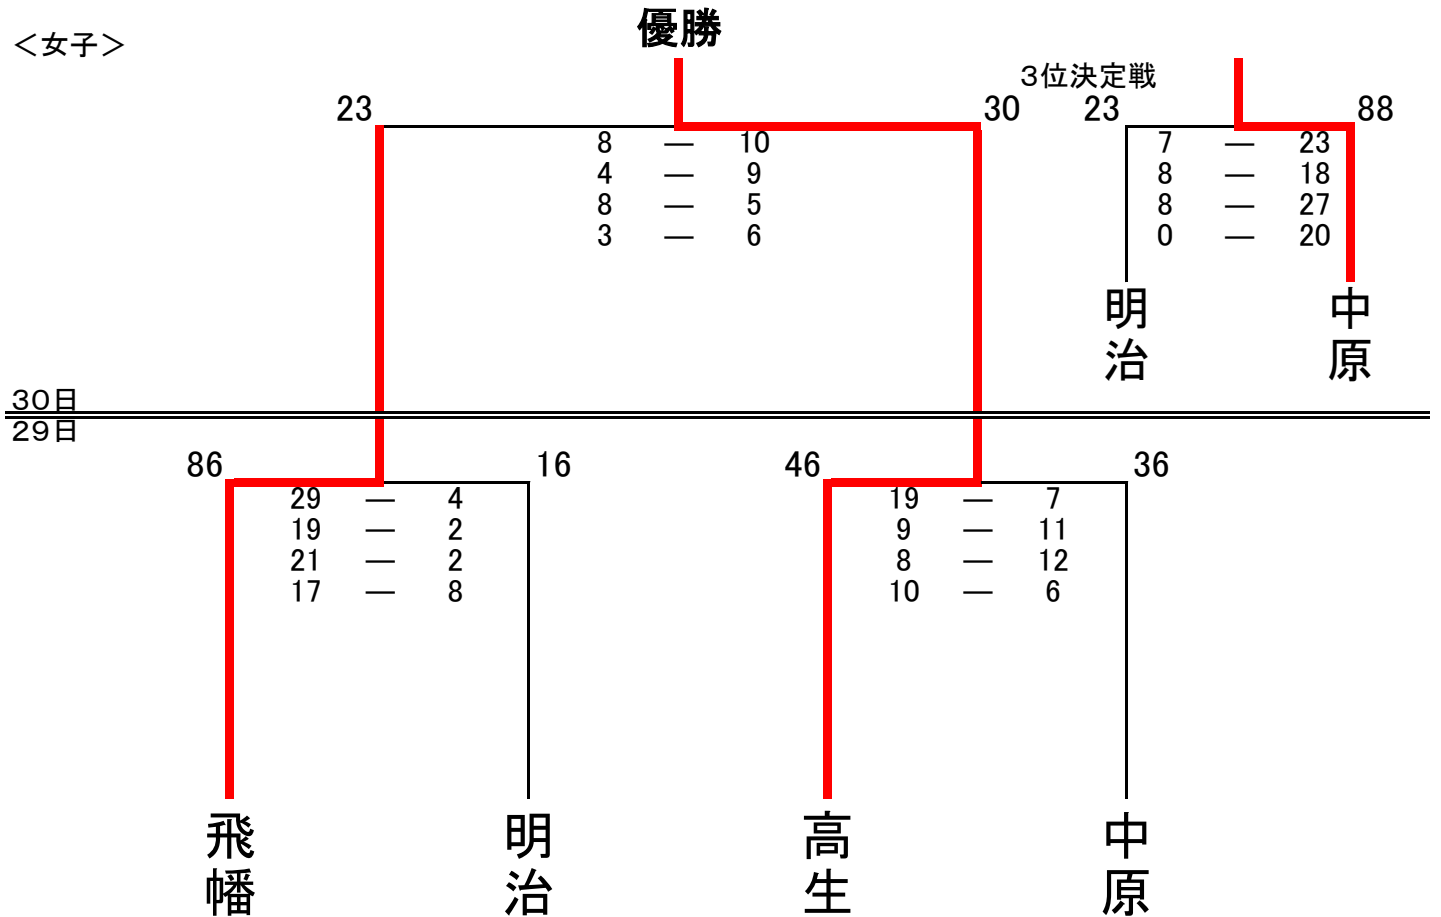 ＜女子＞
優勝
３位決定戦
23 30 23 88
8 ― 10 7 ― 23
4 ― 9 8 ― 18
8 ― 5 8 ― 27
3 ― 6 0 ― 20
明治 中原
30日
29日
86 16 46 36
29 ― 4 19 ― 7
19 ― 2 9 ― 11
21 ― 2 8 ― 12
17 ― 8 10 ― 6
飛幡 明治 高生 中原